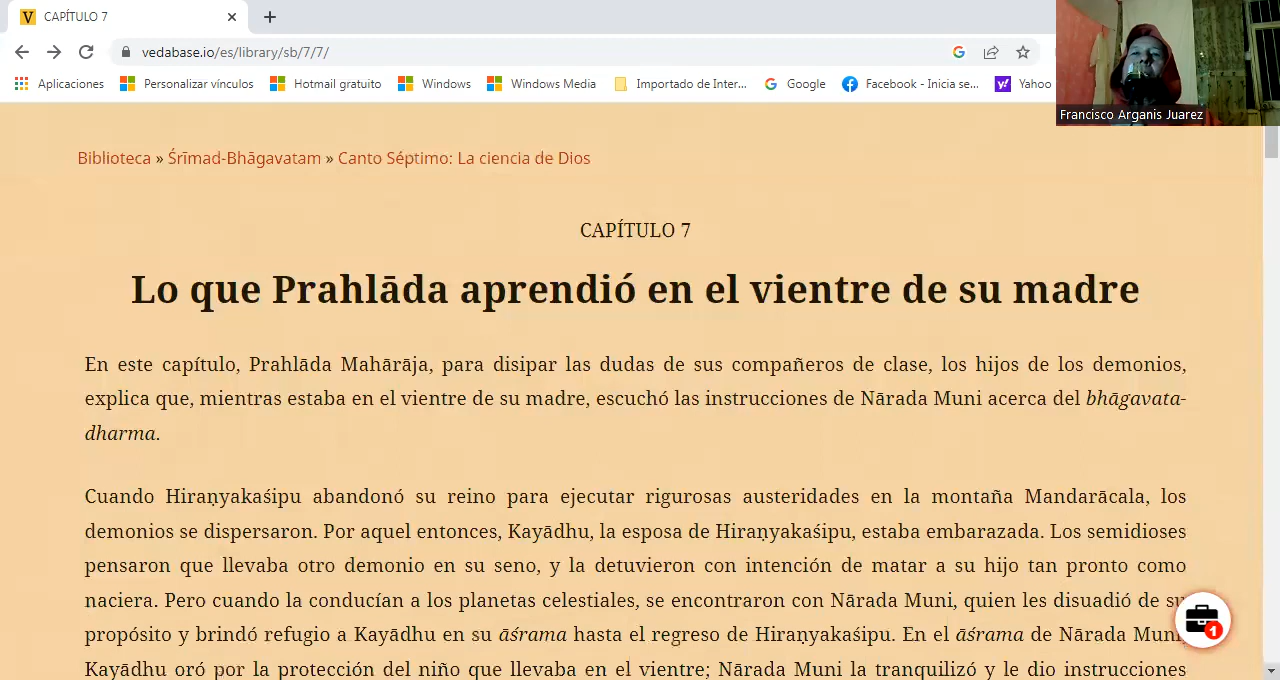 CAPÍTULO 7
vedabase.io/es/library/sb/7/7/
Aplicaciones Personalizar vínculos Hotmail gratuito Windows Windows Media Importado de Inter... Google Facebook - Inicia se... Yahoo
Francisco Arganis Juarez
Biblioteca » Śrīmad-Bhāgavatam » Canto Séptimo: La ciencia de Dios
CAPÍTULO 7
Lo que Prahlāda aprendió en el vientre de su madre
En este capítulo, Prahlāda Mahārāja, para disipar las dudas de sus compañeros de clase, los hijos de los demonios,
explica que, mientras estaba en el vientre de su madre, escuchó las instrucciones de Nārada Muni acerca del bhāgavata-
dharma.
Cuando Hiraṇyakaśipu abandonó su reino para ejecutar rigurosas austeridades en la montaña Mandarācala, los
demonios se dispersaron. Por aquel entonces, Kayādhu, la esposa de Hiraṇyakaśipu, estaba embarazada. Los semidioses
pensaron que llevaba otro demonio en su seno, y la detuvieron con intención de matar a su hijo tan pronto como
naciera. Pero cuando la conducían a los planetas celestiales, se encontraron con Nārada Muni, quien les disuadió de su
propósito y brindó refugio a Kayādhu en su āśrama hasta el regreso de Hiraṇyakaśipu. En el āśrama de Nārada Muni,
Kayādhu oró por la protección del niño que llevaba en el vientre; Nārada Muni la tranquilizó y le dio instrucciones
1